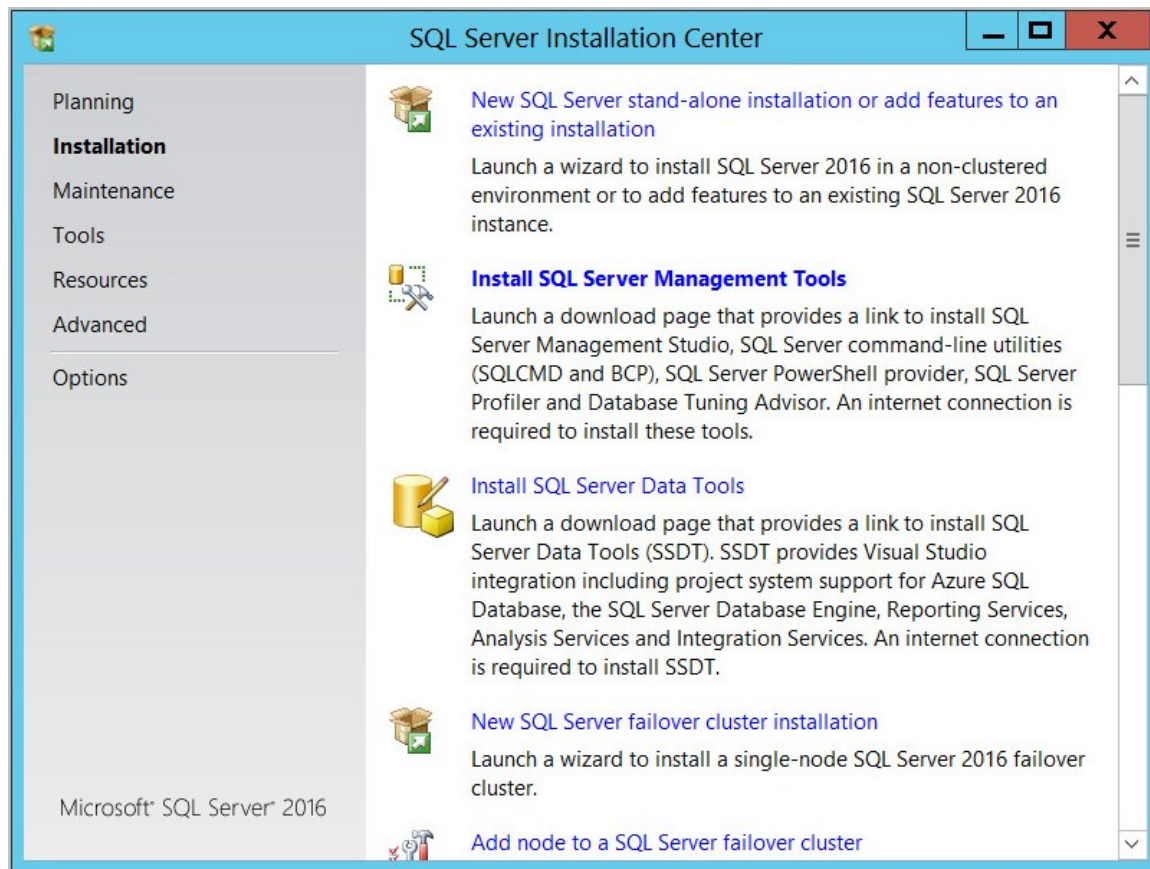 SQL Server Installation Center
Planning
Installation
Maintenance
Tools
Resources
Advanced
Options
Microsoft® SQL Server® 2016
New SQL Server stand-alone installation or add features to an
existing installation
Launch a wizard to install SQL Server 2016 in a non-clustered
environment or to add features to an existing SQL Server 2016
instance.
Install SQL Server Management Tools
Launch a download page that provides a link to install SQL
Server Management Studio, SQL Server command-line utilities
(SQLCMD and BCP), SQL Server PowerShell provider, SQL Server
Profiler and Database Tuning Advisor. An internet connection is
required to install these tools.
Install SQL Server Data Tools
Launch a download page that provides a link to install SQL
Server Data Tools (SSDT). SSDT provides Visual Studio
integration including project system support for Azure SQL
Database, the SQL Server Database Engine, Reporting Services,
Analysis Services and Integration Services. An internet connection
is required to install SSDT.
New SQL Server failover cluster installation
Launch a wizard to install a single-node SQL Server 2016 failover
cluster.
Add node to a SQL Server failover cluster